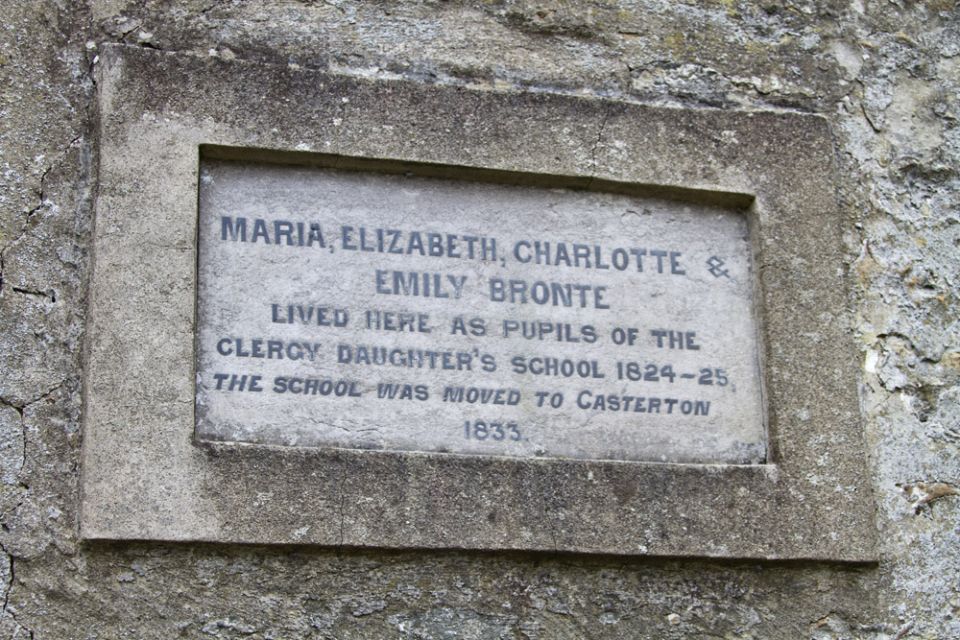 MARIA, ELIZABETH, CHARLOTTE &
EMILY BRONTE
LIVED HERE AS PUPILS OF THE
CLERGY DAUGHTER'S SCHOOL 1824-25.
THE SCHOOL WAS MOVED TO CASTERTON
1833.